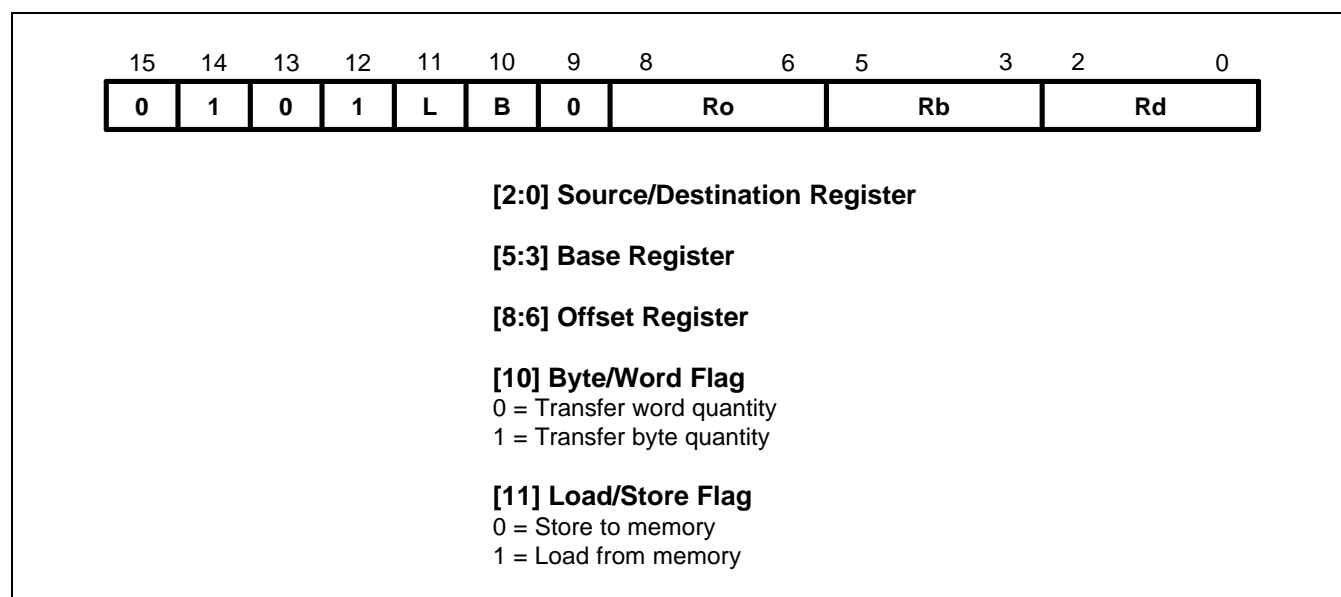 15 14 13 12 11 10 9 8 6 5 3 2 0
0 1 0 1 L B 0 Ro Rb Rd
[2:0] Source/Destination Register
[5:3] Base Register
[8:6] Offset Register
[10] Byte/Word Flag
0 = Transfer word quantity
1 = Transfer byte quantity
[11] Load/Store Flag
0 = Store to memory
1 = Load from memory